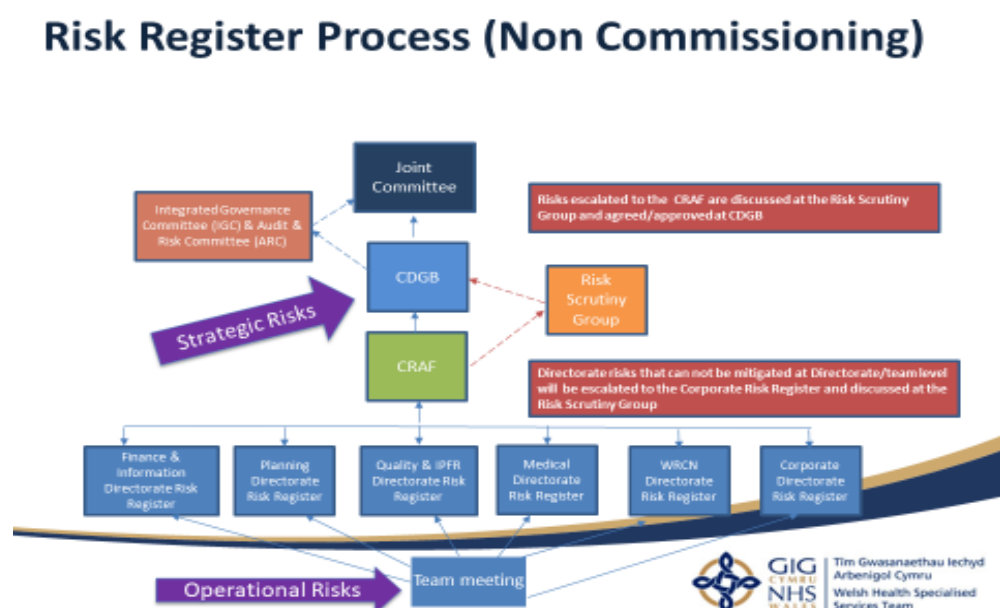 Risk Register Process (Non Commissioning)
Joint
Committee
Integrated Governance
Committee (IGC) & Audit &
Risk Committee (ARC)
Risks escalated to the CRAF are discussed at the Risk Scrutiny
Group and agreed/approved at CDGB
CDGB
Risk
Scrutiny
Group
Strategic Risks
CRAF
Directorate risks that can not be mitigated at Directorate/team level
will be escalated to the Corporate Risk Register and discussed at the
Risk Scrutiny Group
Finance &
Information
Directorate Risk
Register
Planning
Directorate
Risk Register
Quality & IPFR
Directorate Risk
Register
Medical
Directorate
Risk Register
WRCN
Directorate
Risk Register
Corporate
Directorate
Risk Register
Team meeting
Operational Risks
GIG
CYMRU
NHS
WALES
Tîm Gwasanaethau Iechyd
Arbenigol Cymru
Welsh Health Specialised
Services Team